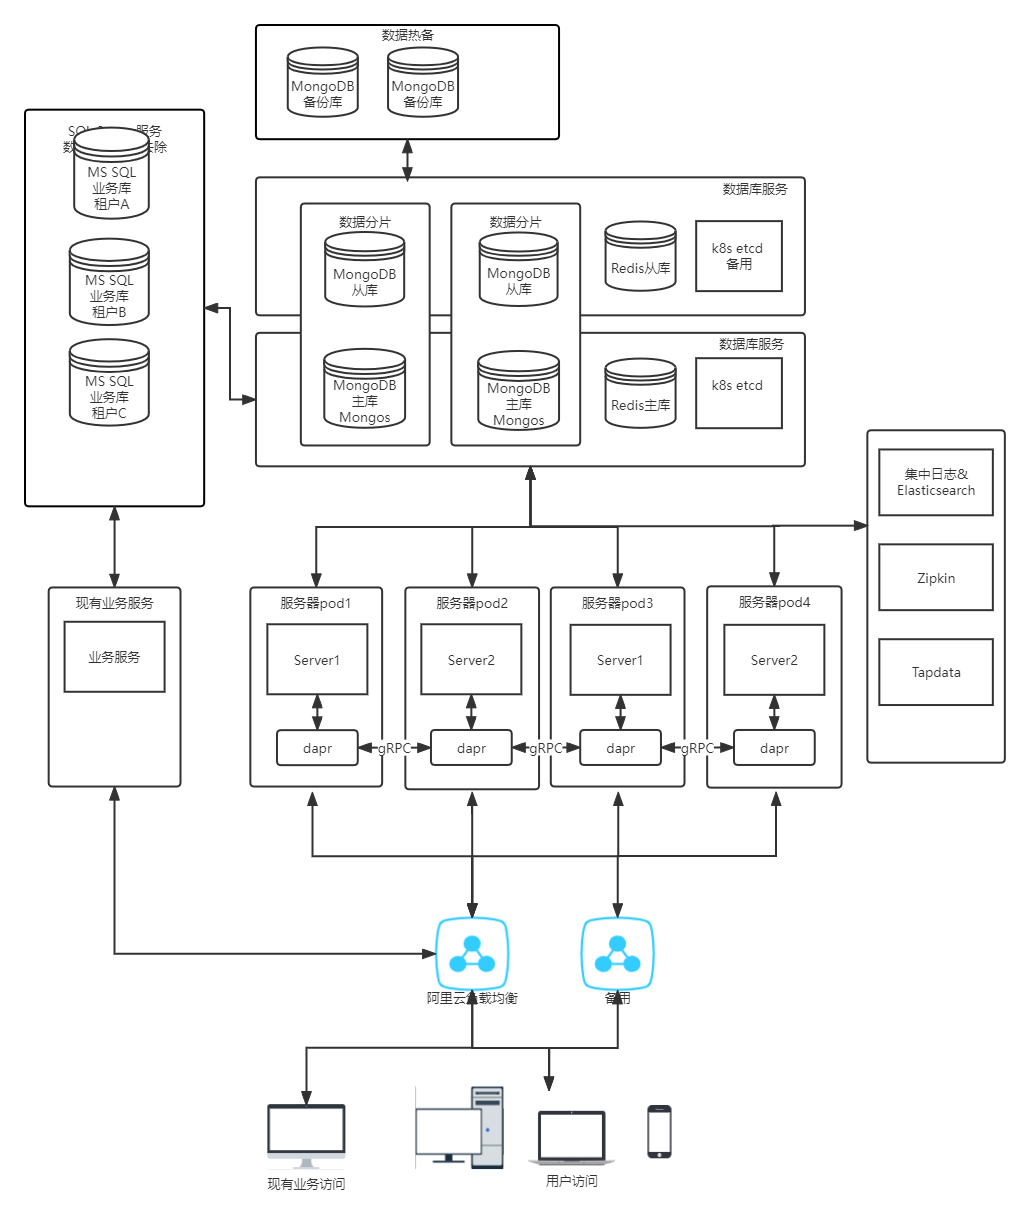 数据热备
MongoDB
备份库
MongoDB
备份库
服务
MS SQL
业务库
租户A
MS SQL
业务库
租户B
MS SQL
业务库
租户C
数据库服务
数据分片
MongoDB
从库
数据分片
MongoDB
从库
Redis从库
k8s etcd
备用
数据库服务
MongoDB
主库
Mongos
MongoDB
主库
Mongos
Redis主库
k8s etcd
集中日志&
Elasticsearch
Zipkin
Tapdata
现有业务服务
业务服务
服务器pod1
Server1
dapr
gRPC
服务器pod2
Server2
dapr
gRPC
服务器pod3
Server1
dapr
gRPC
服务器pod4
Server2
dapr
阿里云负载均衡
备用
现有业务访问
用户访问